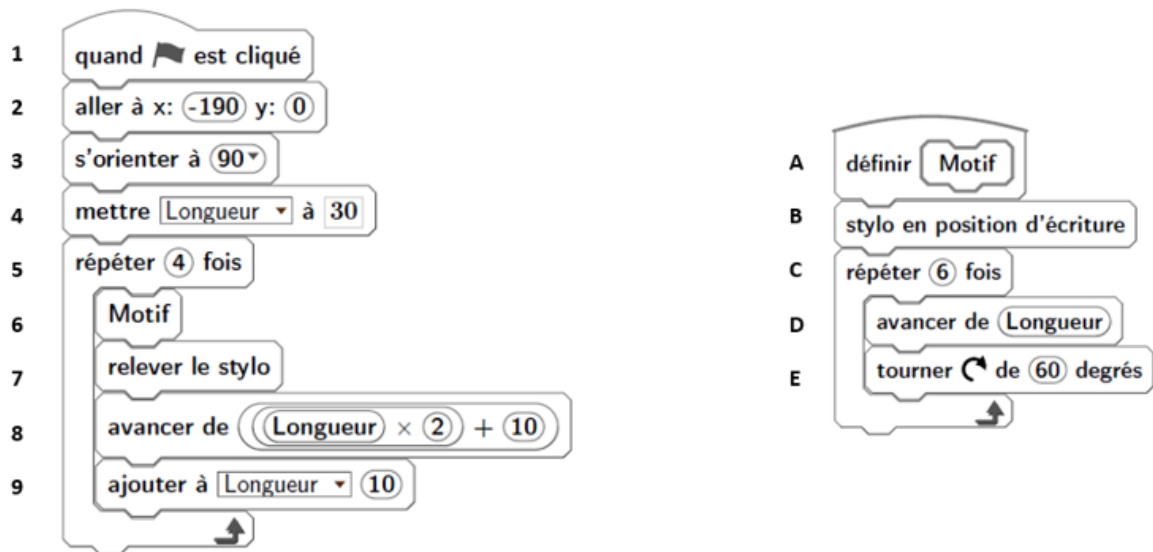 1 quand est cliqué
2 aller à x: -190 y: 0
3 s'orienter à 90
4 mettre Longueur à 30
5 répéter 4 fois
6 Motif
7 relever le stylo
8 avancer de Longueur × 2 + 10
9 ajouter à Longueur 10
A définir Motif
B stylo en position d'écriture
C répéter 6 fois
D avancer de Longueur
E tourner de 60 degrés